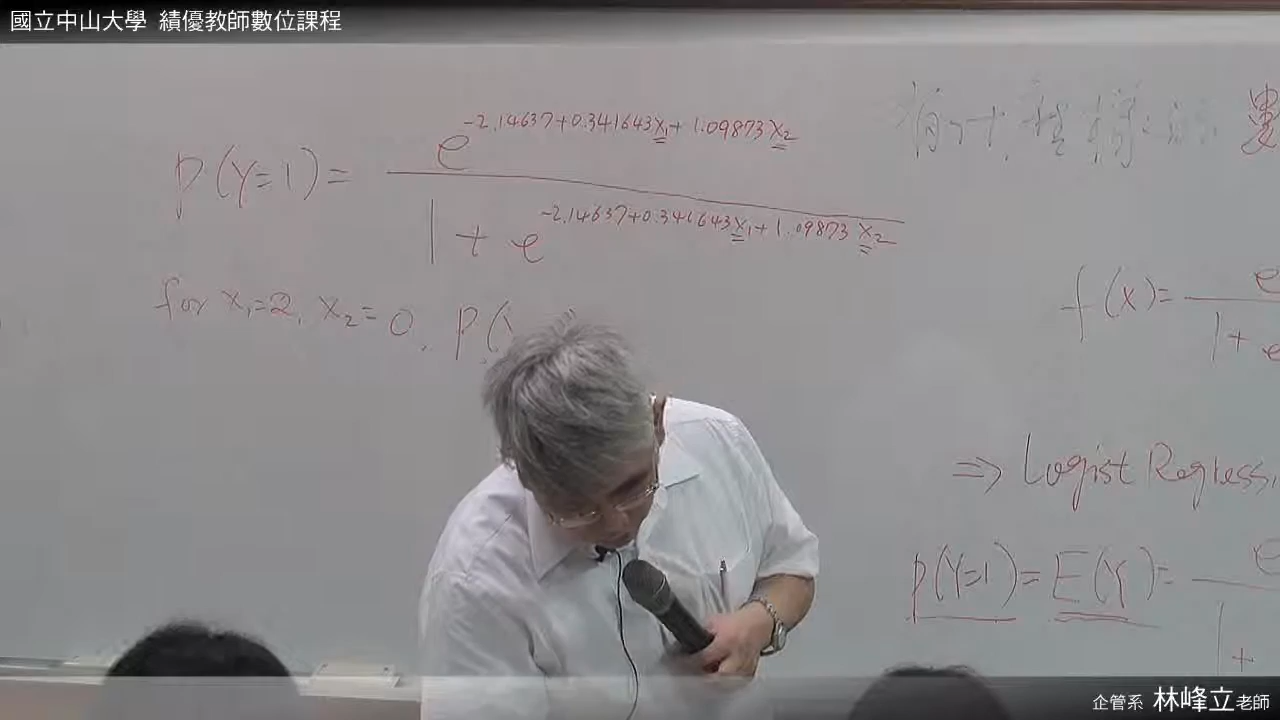 國立中山大學 績優教師數位課程
P(Y=1)= e^{-2.14637+0.341643X₁+1.09873X₂} / 1 + e^{-2.14637+0.341643X₁+1.09873X₂}
for X₁=2, X₂=0, P(
f(X)= e / 1 + e
⇒ Logist Regress
P(Y=1)=E(Y)= e / 1 +
企管系 林峰立老師